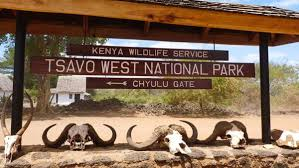 KENYA WILDLIFE SERVICE
TSAVO WEST NATIONAL PARK
CHYULU GATE